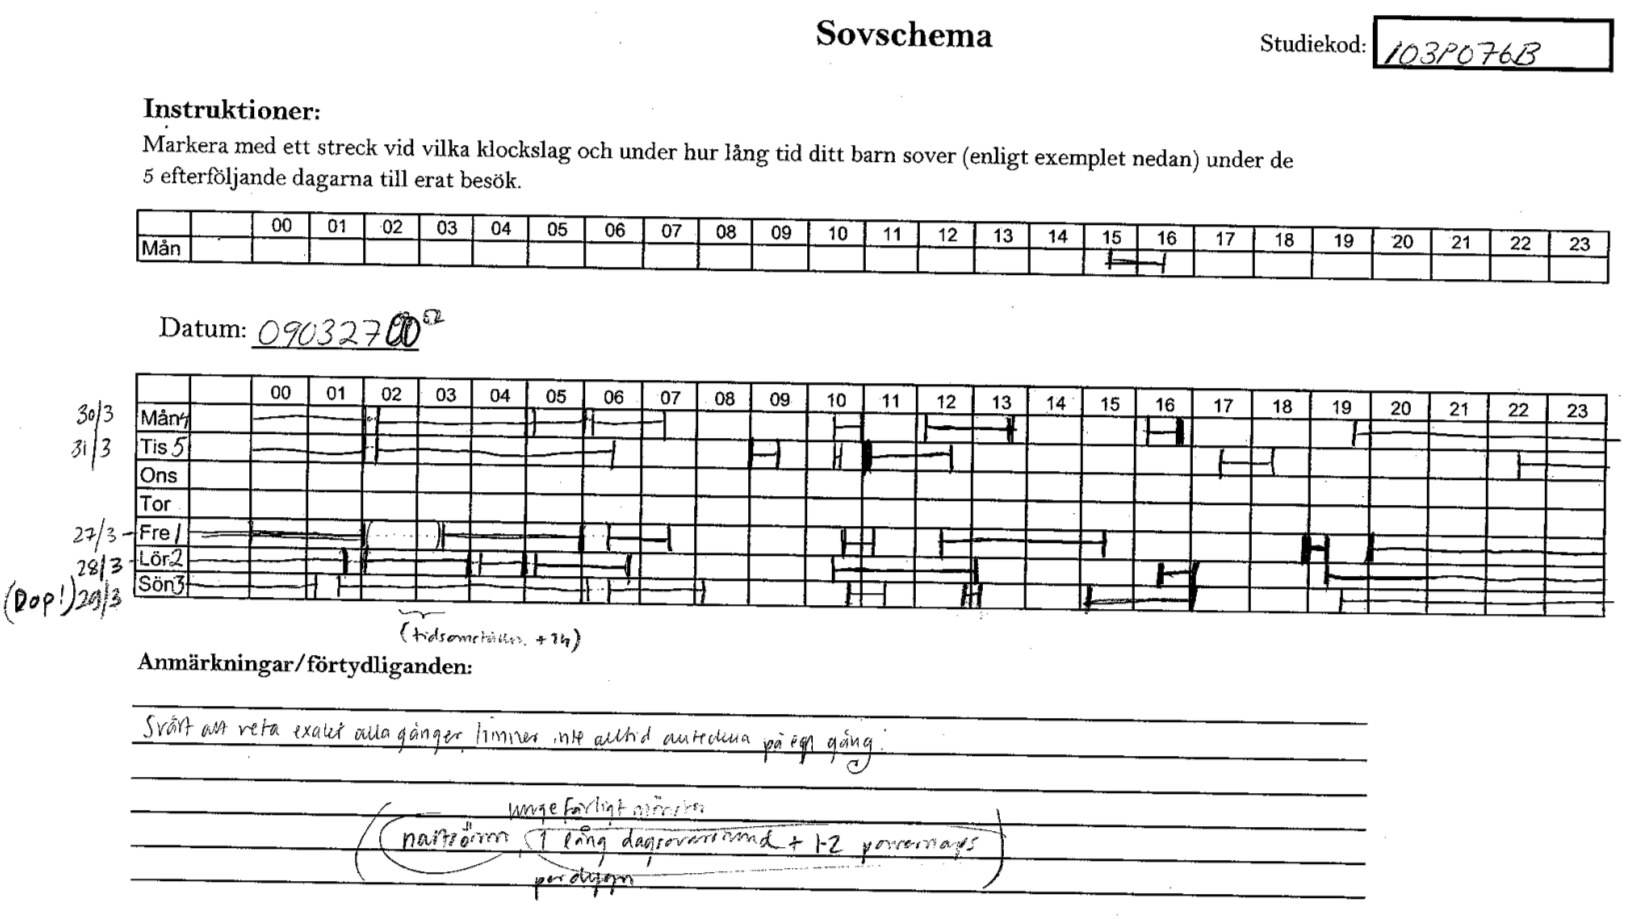 Sovschema
Studiekod: 103P076B
Instruktioner:
Markera med ett streck vid vilka klockslag och under hur lång tid ditt barn sover (enligt exemplet nedan) under de
5 efterföljande dagarna till erat besök.
00 01 02 03 04 05 06 07 08 09 10 11 12 13 14 15 16 17 18 19 20 21 22 23
Mån
Datum: 090327
00 01 02 03 04 05 06 07 08 09 10 11 12 13 14 15 16 17 18 19 20 21 22 23
30/3 Mån 4
31/3 Tis 5
Ons
Tor
27/3 - Fre 1
28/3 - Lör 2
(Dop!) 29/3 Sön 3
Anmärkningar/förtydliganden:
Svårt att veta exakt alla gånger, hinner inte alltid anteckna på en gång.
ungefärligt mönster
(nattsömn, 1 lång dagsovarstund + 1-2 powernaps
per dygn)